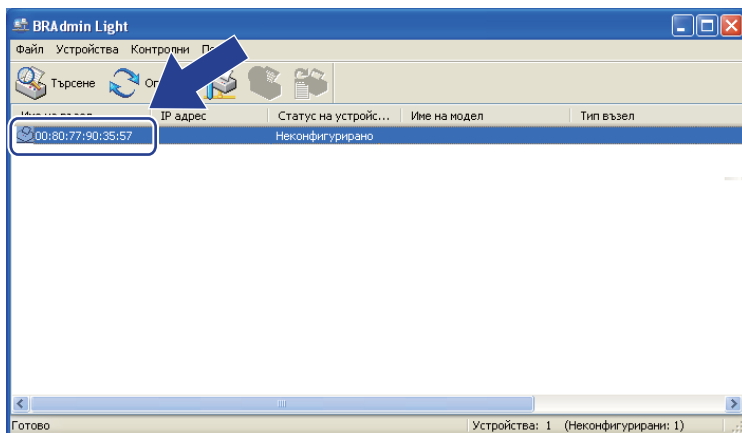 BRAdmin Light
Файл Устройства Контроли
Търсене
IP адрес Статус на устройс... Име на модел Тип възел
00:80:77:90:35:57 Неконфигурирано
Готово Устройства: 1 (Неконфигурирани: 1)